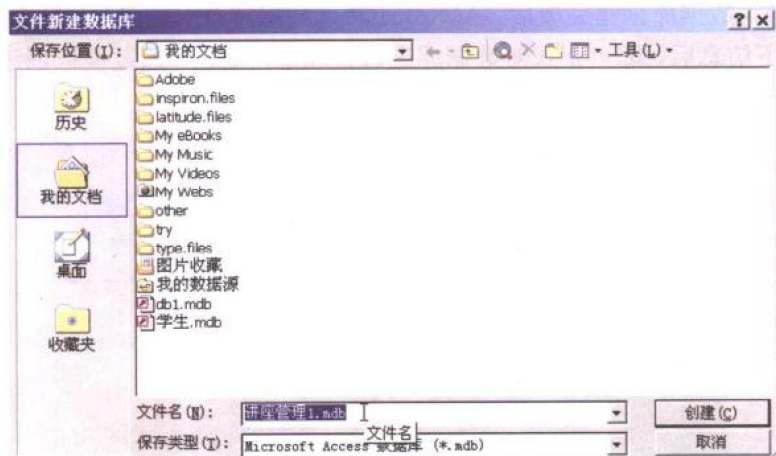 文件新建数据库
保存位置(I): 我的文档 工具(L)
历史
我的文档
桌面
收藏夹
Adobe
inspiron.files
latitude.files
My eBooks
My Music
My Videos
My Webs
other
try
type.files
图片收藏
我的数据源
db1.mdb
学生.mdb
文件名(N): 讲座管理1.mdb 创建(C)
文件名
保存类型(T): Microsoft Access 数据库 (*.mdb) 取消